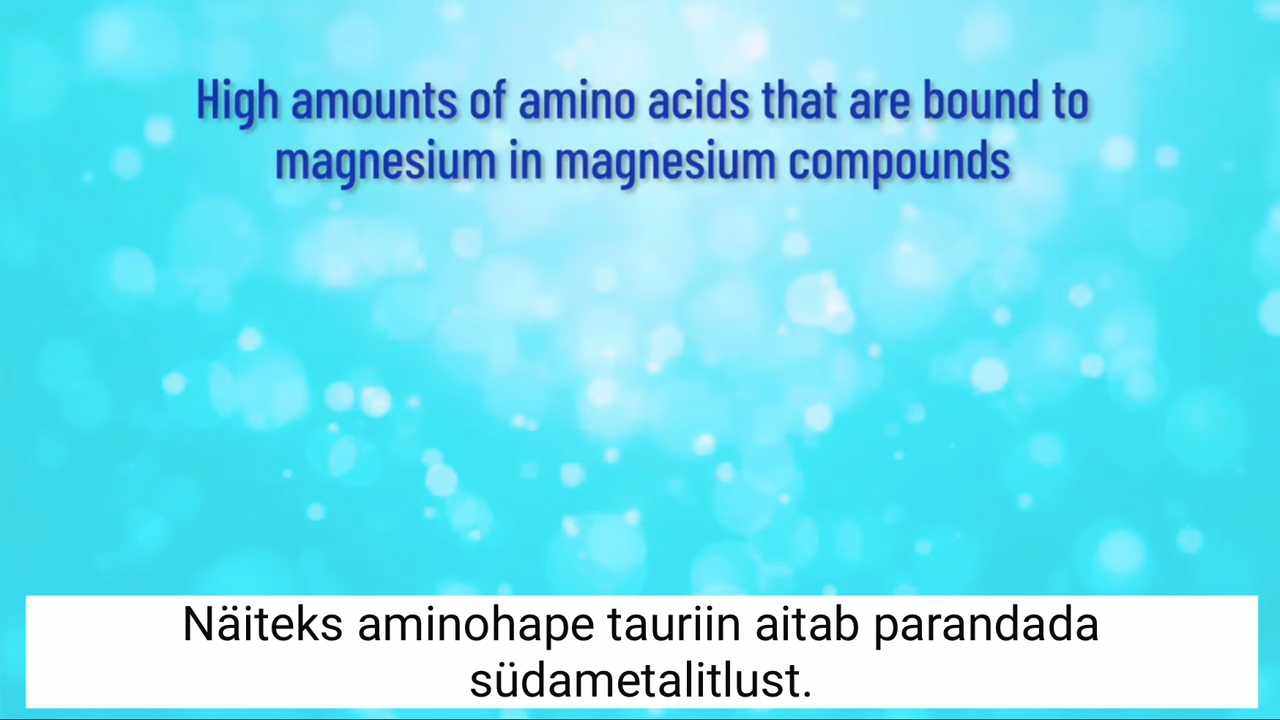 High amounts of amino acids that are bound to
magnesium in magnesium compounds
Näiteks aminohape tauriin aitab parandada
südametalitlust.